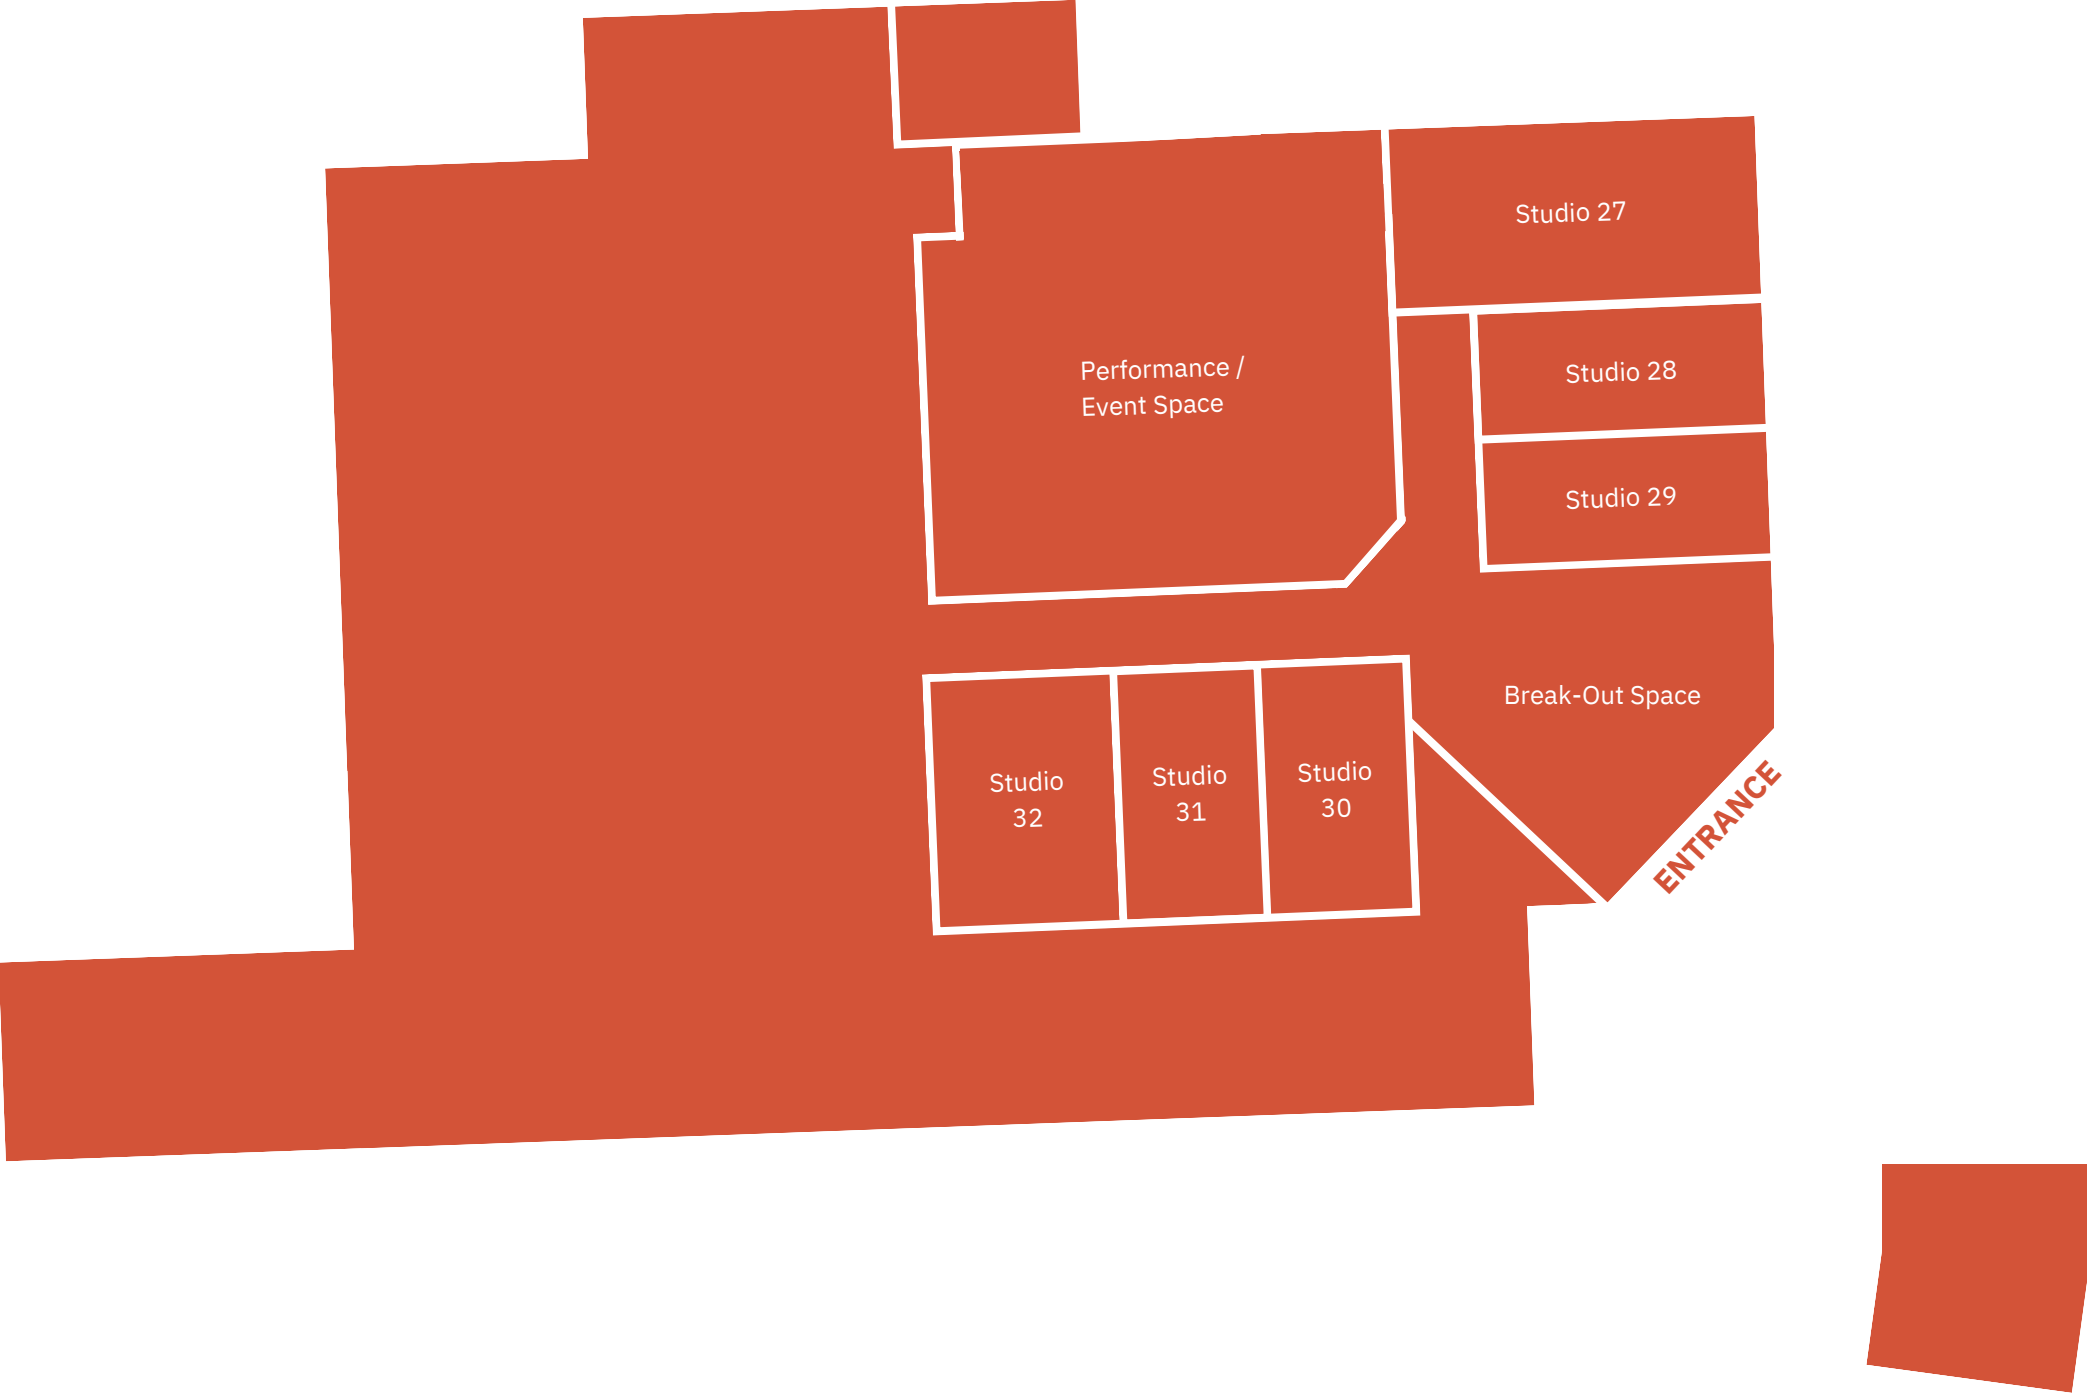 Studio 27
Performance /
Event Space
Studio 28
Studio 29
Break-Out Space
Studio
32
Studio
31
Studio
30
ENTRANCE